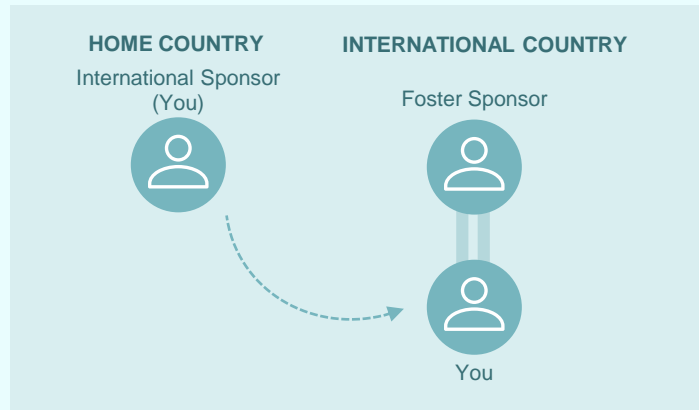 HOME COUNTRY
International Sponsor
(You)
INTERNATIONAL COUNTRY
Foster Sponsor
You